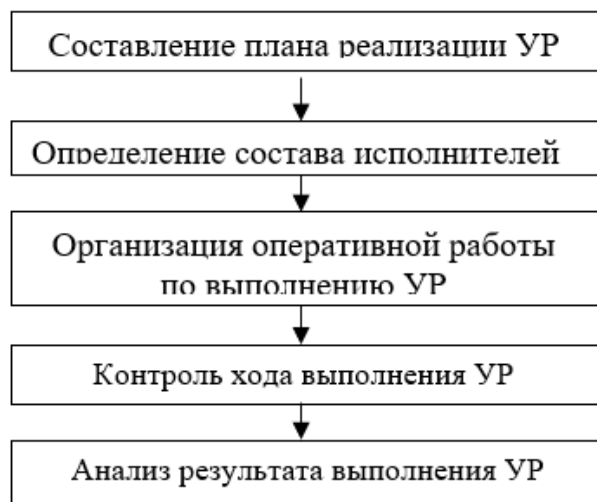 Составление плана реализации УР
Определение состава исполнителей
Организация оперативной работы
по выполнению УР
Контроль хода выполнения УР
Анализ результата выполнения УР